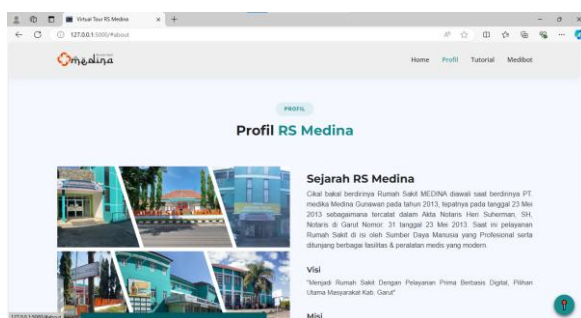 Virtual Tour RS Medina
127.0.0.1:5000/#about
medina
Home Profil Tutorial Medibot
PROFIL
Profil RS Medina
Sejarah RS Medina
Cikal bakal berdirinya Rumah Sakit MEDINA diawali saat berdirinya PT.
medika Medina Gunawan pada tahun 2013, tepatnya pada tanggal 23 Mei
2013 sebagaimana tercatat dalam Akta Notaris Heri Suherman, SH,
Notaris di Garut Nomor: 31 tanggal 23 Mei 2013. Saat ini pelayanan
Rumah Sakit di isi oleh Sumber Daya Manusia yang Profesional serta
ditunjang berbagai fasilitas & peralatan medis yang modern.
Visi
"Menjadi Rumah Sakit Dengan Pelayanan Prima Berbasis Digital, Pilihan
Utama Masyarakat Kab. Garut"
Misi